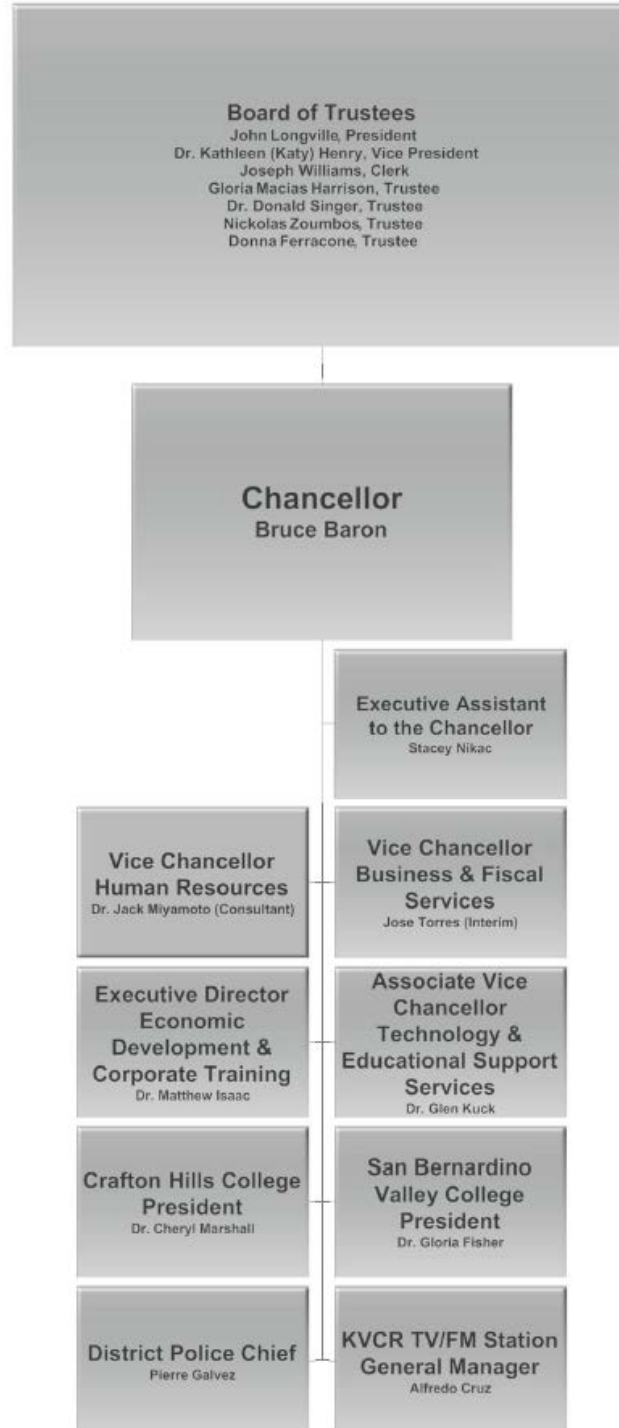 Board of Trustees
John Longville, President
Dr. Kathleen (Katy) Henry, Vice President
Joseph Williams, Clerk
Gloria Macias Harrison, Trustee
Dr. Donald Singer, Trustee
Nickolas Zoumbos, Trustee
Donna Ferracone, Trustee
Chancellor
Bruce Baron
Executive Assistant
to the Chancellor
Stacey Nikac
Vice Chancellor
Human Resources
Dr. Jack Miyamoto (Consultant)
Vice Chancellor
Business & Fiscal
Services
Jose Torres (Interim)
Executive Director
Economic
Development &
Corporate Training
Dr. Matthew Isaac
Associate Vice
Chancellor
Technology &
Educational Support
Services
Dr. Glen Kuck
Crafton Hills College
President
Dr. Cheryl Marshall
San Bernardino
Valley College
President
Dr. Gloria Fisher
District Police Chief
Pierre Galvez
KVCR TV/FM Station
General Manager
Alfredo Cruz